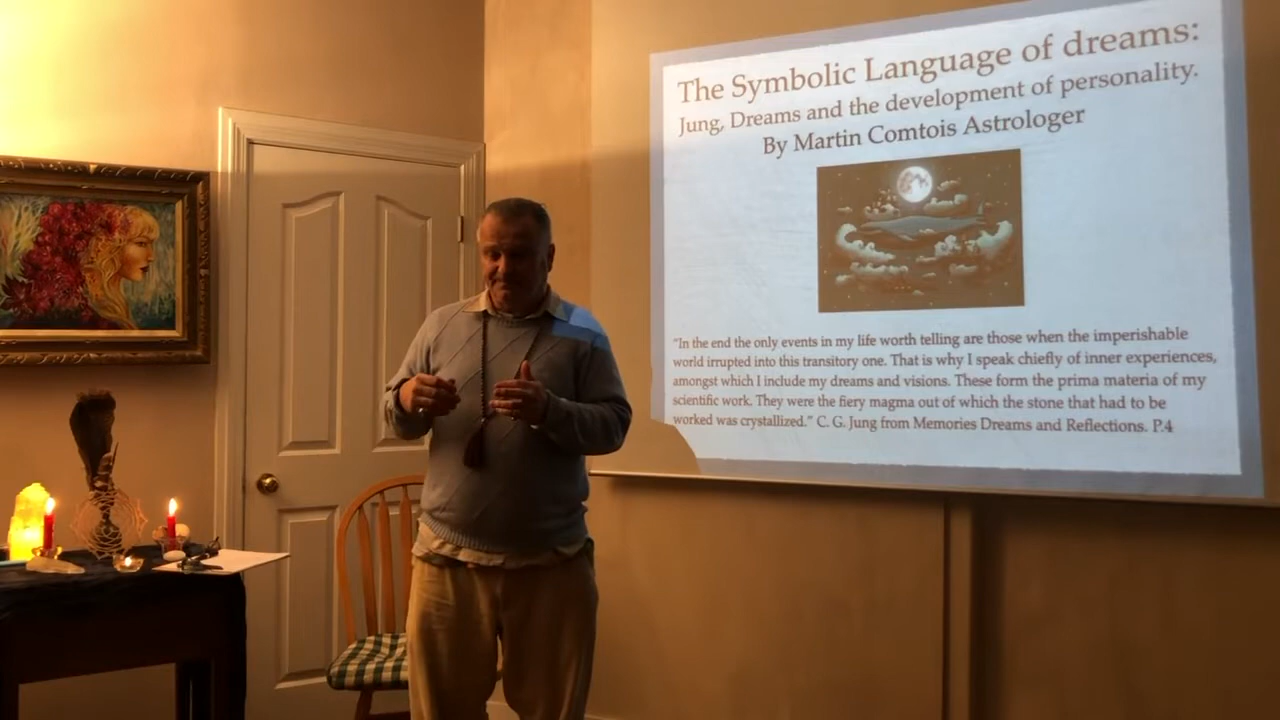 The Symbolic Language of dreams:
Jung, Dreams and the development of personality.
By Martin Comtois Astrologer
"In the end the only events in my life worth telling are those when the imperishable
world irrupted into this transitory one. That is why I speak chiefly of inner experiences,
amongst which I include my dreams and visions. These form the prima materia of my
scientific work. They were the fiery magma out of which the stone that had to be
worked was crystallized." C. G. Jung from Memories Dreams and Reflections. P.4